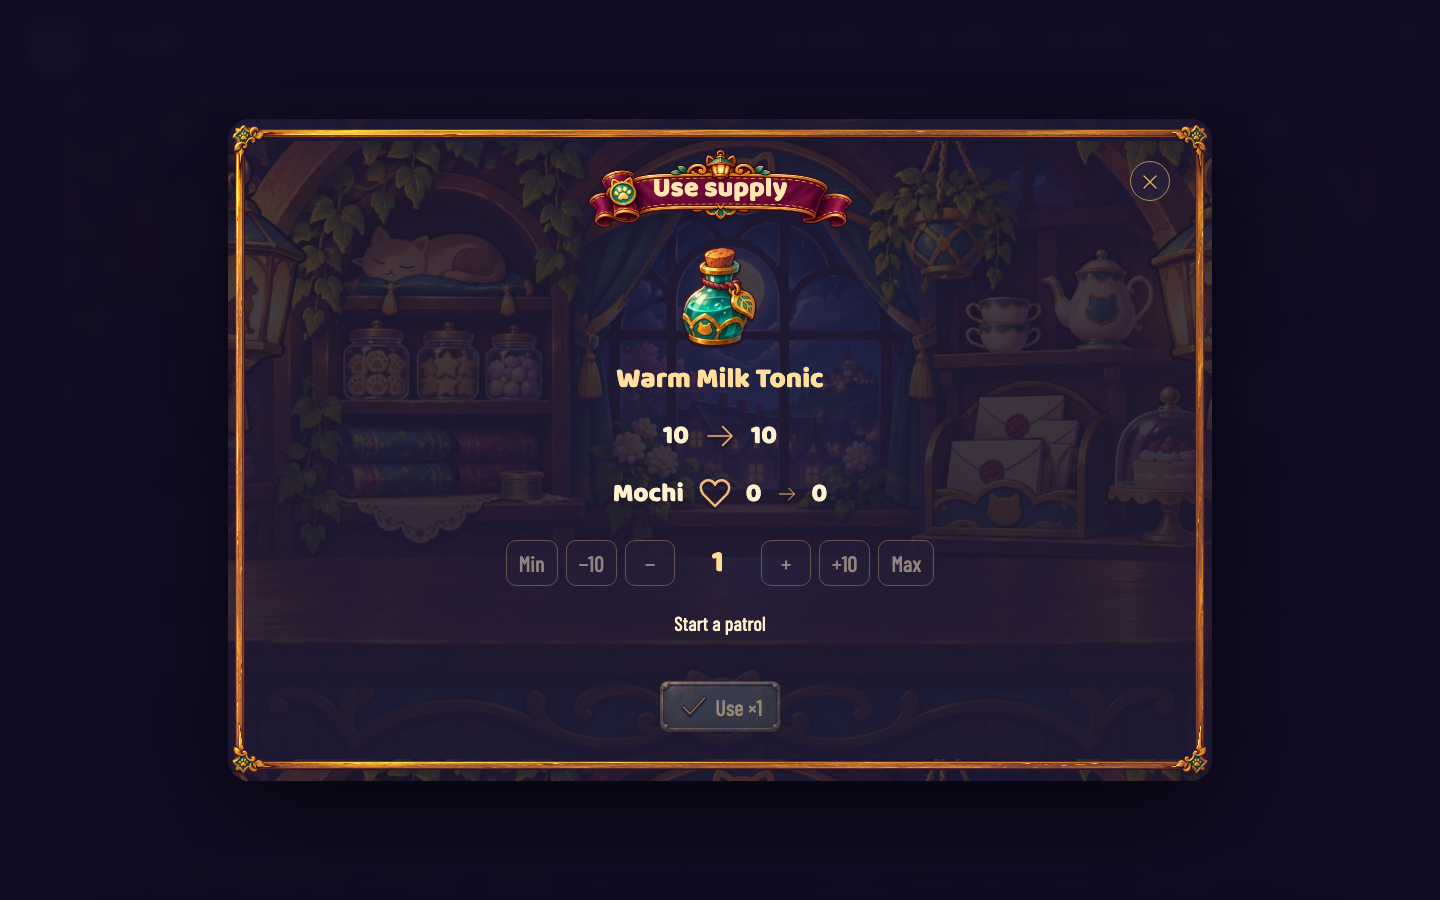 Use supply
Warm Milk Tonic
10 → 10
Mochi 0 → 0
Min −10 − 1 + +10 Max
Start a patrol
Use ×1